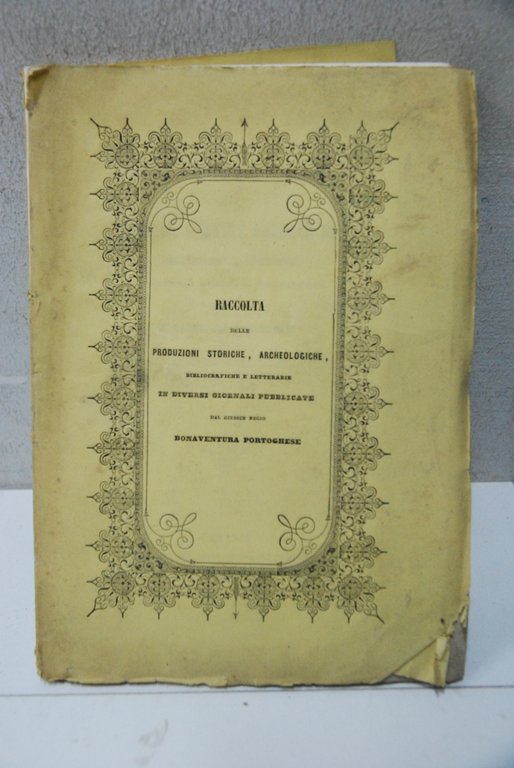 RACCOLTA
DELLE
PRODUZIONI STORICHE, ARCHEOLOGICHE,
BIBLIOGRAFICHE E LETTERARIE
IN DIVERSI GIORNALI PUBBLICATE
DAL GIUDICE REGIO
BONAVENTURA PORTOGHESE